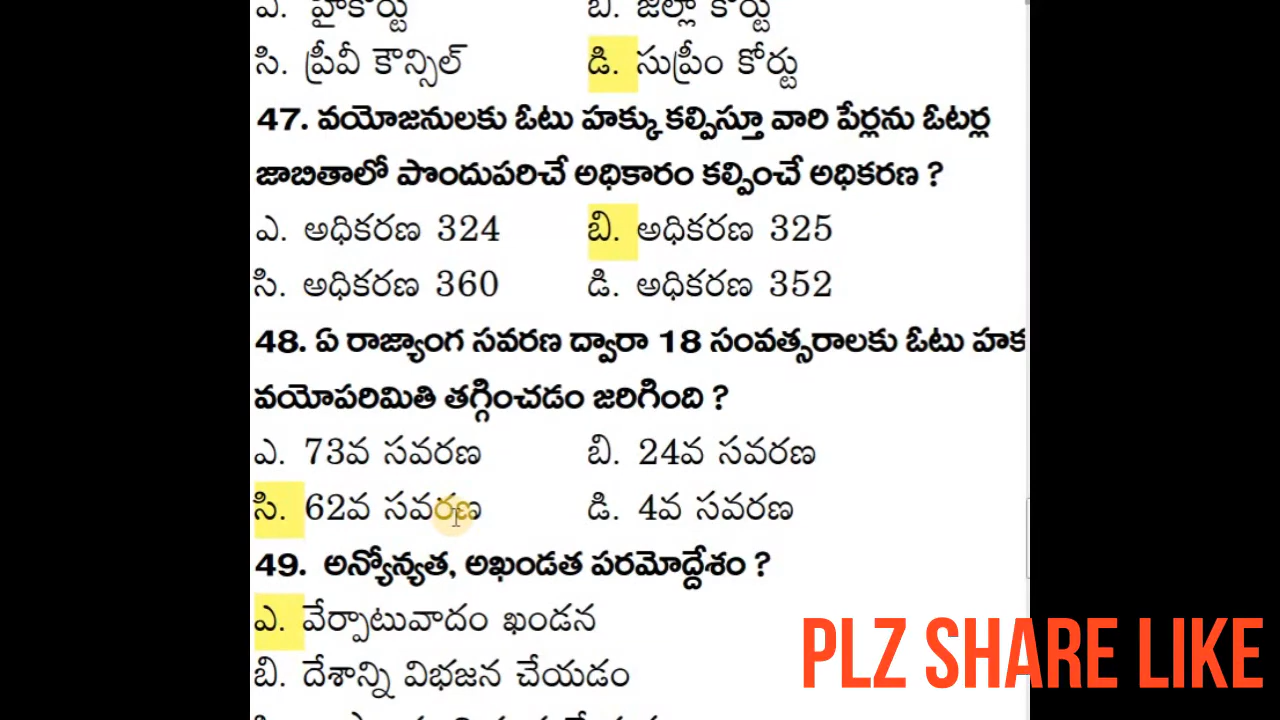 ఎ. హైకోర్టు బి. జిల్లా కోర్టు
సి. ప్రీవీ కౌన్సిల్ డి. సుప్రీం కోర్టు
47. వయోజనులకు ఓటు హక్కు కల్పిస్తూ వారి పేర్లను ఓటర్ల
జాబితాలో పొందుపరిచే అధికారం కల్పించే అధికరణ ?
ఎ. అధికరణ 324 బి. అధికరణ 325
సి. అధికరణ 360 డి. అధికరణ 352
48. ఏ రాజ్యాంగ సవరణ ద్వారా 18 సంవత్సరాలకు ఓటు హక
వయోపరిమితి తగ్గించడం జరిగింది ?
ఎ. 73వ సవరణ బి. 24వ సవరణ
సి. 62వ సవరణ డి. 4వ సవరణ
49. అన్యోన్యత, అఖండత పరమోద్దేశం ?
ఎ. వేర్పాటువాదం ఖండన
బి. దేశాన్ని విభజన చేయడం
PLZ SHARE LIKE